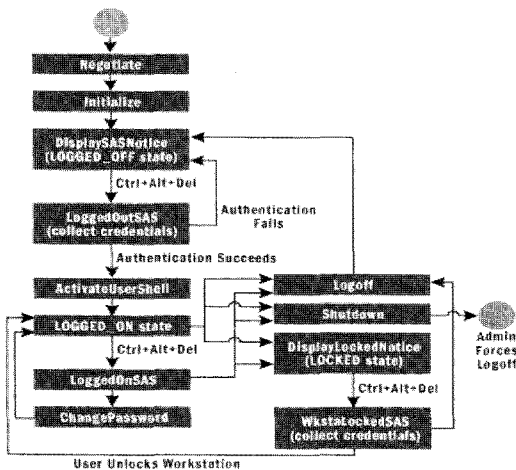 Negotiate
Initialize
DisplaySASNotice
(LOGGED_OFF state)
Ctrl+Alt+Del
LoggedOutSAS
(collect credentials)
Authentication
Fails
Authentication Succeeds
ActivateUserShell
LOGGED_ON state
Ctrl+Alt+Del
LoggedOnSAS
ChangePassword
Logoff
Shutdown
DisplayLockedNotice
(LOCKED state)
Ctrl+Alt+Del
WkstaLockedSAS
(collect credentials)
Admin
Forces
Logoff
User Unlocks Workstation